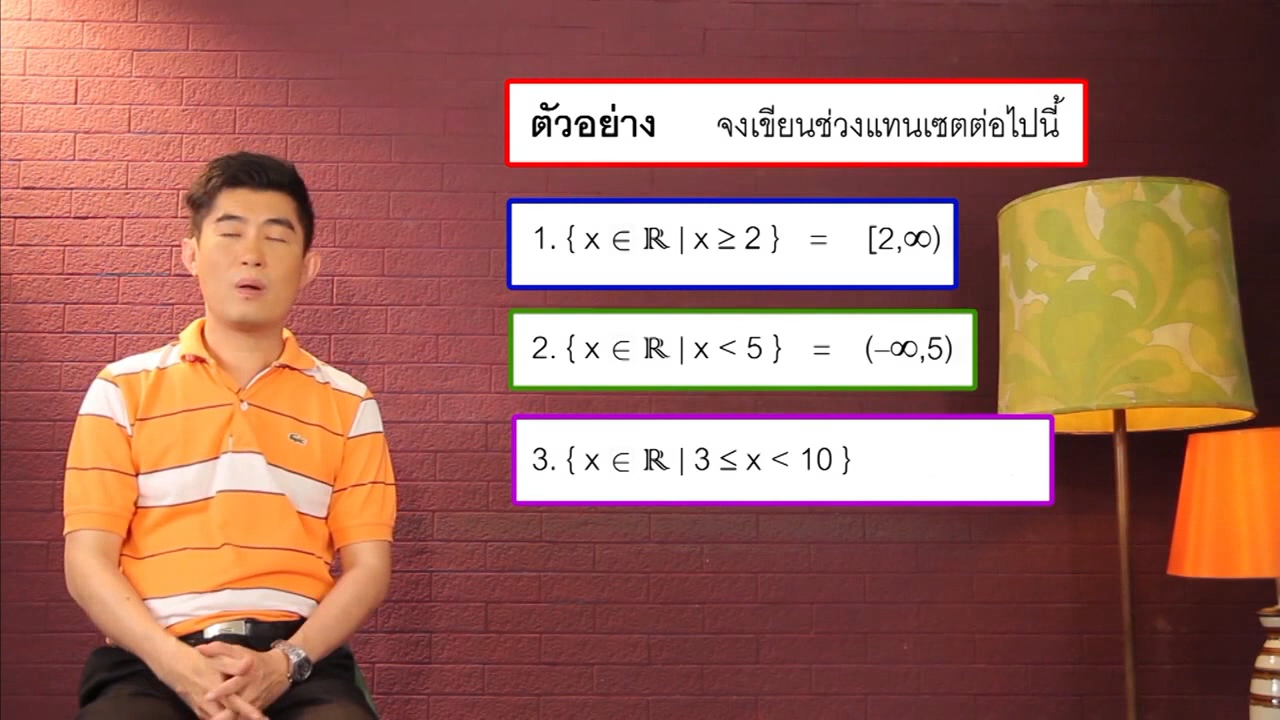 ตัวอย่าง จงเขียนช่วงแทนเซตต่อไปนี้
1. { x ∈ ℝ | x ≥ 2 } = [2,∞)
2. { x ∈ ℝ | x < 5 } = (–∞,5)
3. { x ∈ ℝ | 3 ≤ x < 10 }